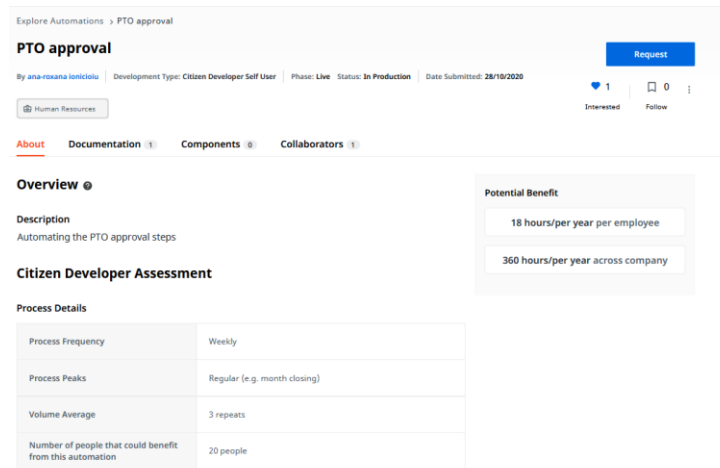 Explore Automations > PTO approval
PTO approval
Request
By ana-roxana ionicioiu Development Type: Citizen Developer Self User Phase: Live Status: In Production Date Submitted: 28/10/2020
1 0
Interested Follow
Human Resources
About Documentation 1 Components 0 Collaborators 1
Overview
Potential Benefit
Description
18 hours/per year per employee
Automating the PTO approval steps
360 hours/per year across company
Citizen Developer Assessment
Process Details
Process Frequency Weekly
Process Peaks Regular (e.g. month closing)
Volume Average 3 repeats
Number of people that could benefit
from this automation
20 people